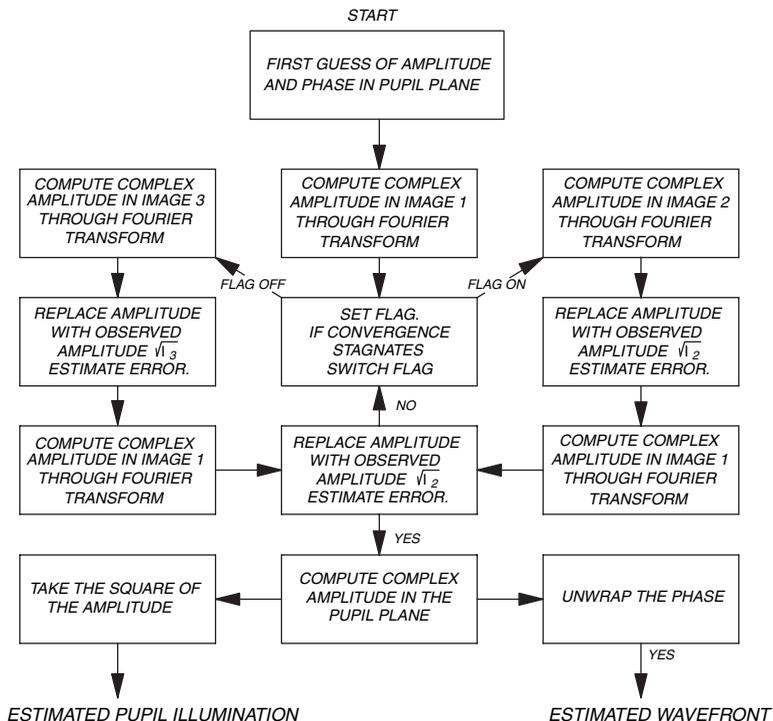 START
FIRST GUESS OF AMPLITUDE
AND PHASE IN PUPIL PLANE
COMPUTE COMPLEX
AMPLITUDE IN IMAGE 3
THROUGH FOURIER
TRANSFORM
COMPUTE COMPLEX
AMPLITUDE IN IMAGE 1
THROUGH FOURIER
TRANSFORM
COMPUTE COMPLEX
AMPLITUDE IN IMAGE 2
THROUGH FOURIER
TRANSFORM
FLAG OFF
FLAG ON
REPLACE AMPLITUDE
WITH OBSERVED
AMPLITUDE √I₃
ESTIMATE ERROR.
SET FLAG.
IF CONVERGENCE
STAGNATES
SWITCH FLAG
REPLACE AMPLITUDE
WITH OBSERVED
AMPLITUDE √I₂
ESTIMATE ERROR.
NO
COMPUTE COMPLEX
AMPLITUDE IN IMAGE 1
THROUGH FOURIER
TRANSFORM
REPLACE AMPLITUDE
WITH OBSERVED
AMPLITUDE √I₂
ESTIMATE ERROR.
COMPUTE COMPLEX
AMPLITUDE IN IMAGE 1
THROUGH FOURIER
TRANSFORM
YES
TAKE THE SQUARE OF
THE AMPLITUDE
COMPUTE COMPLEX
AMPLITUDE IN THE
PUPIL PLANE
UNWRAP THE PHASE
YES
ESTIMATED PUPIL ILLUMINATION
ESTIMATED WAVEFRONT